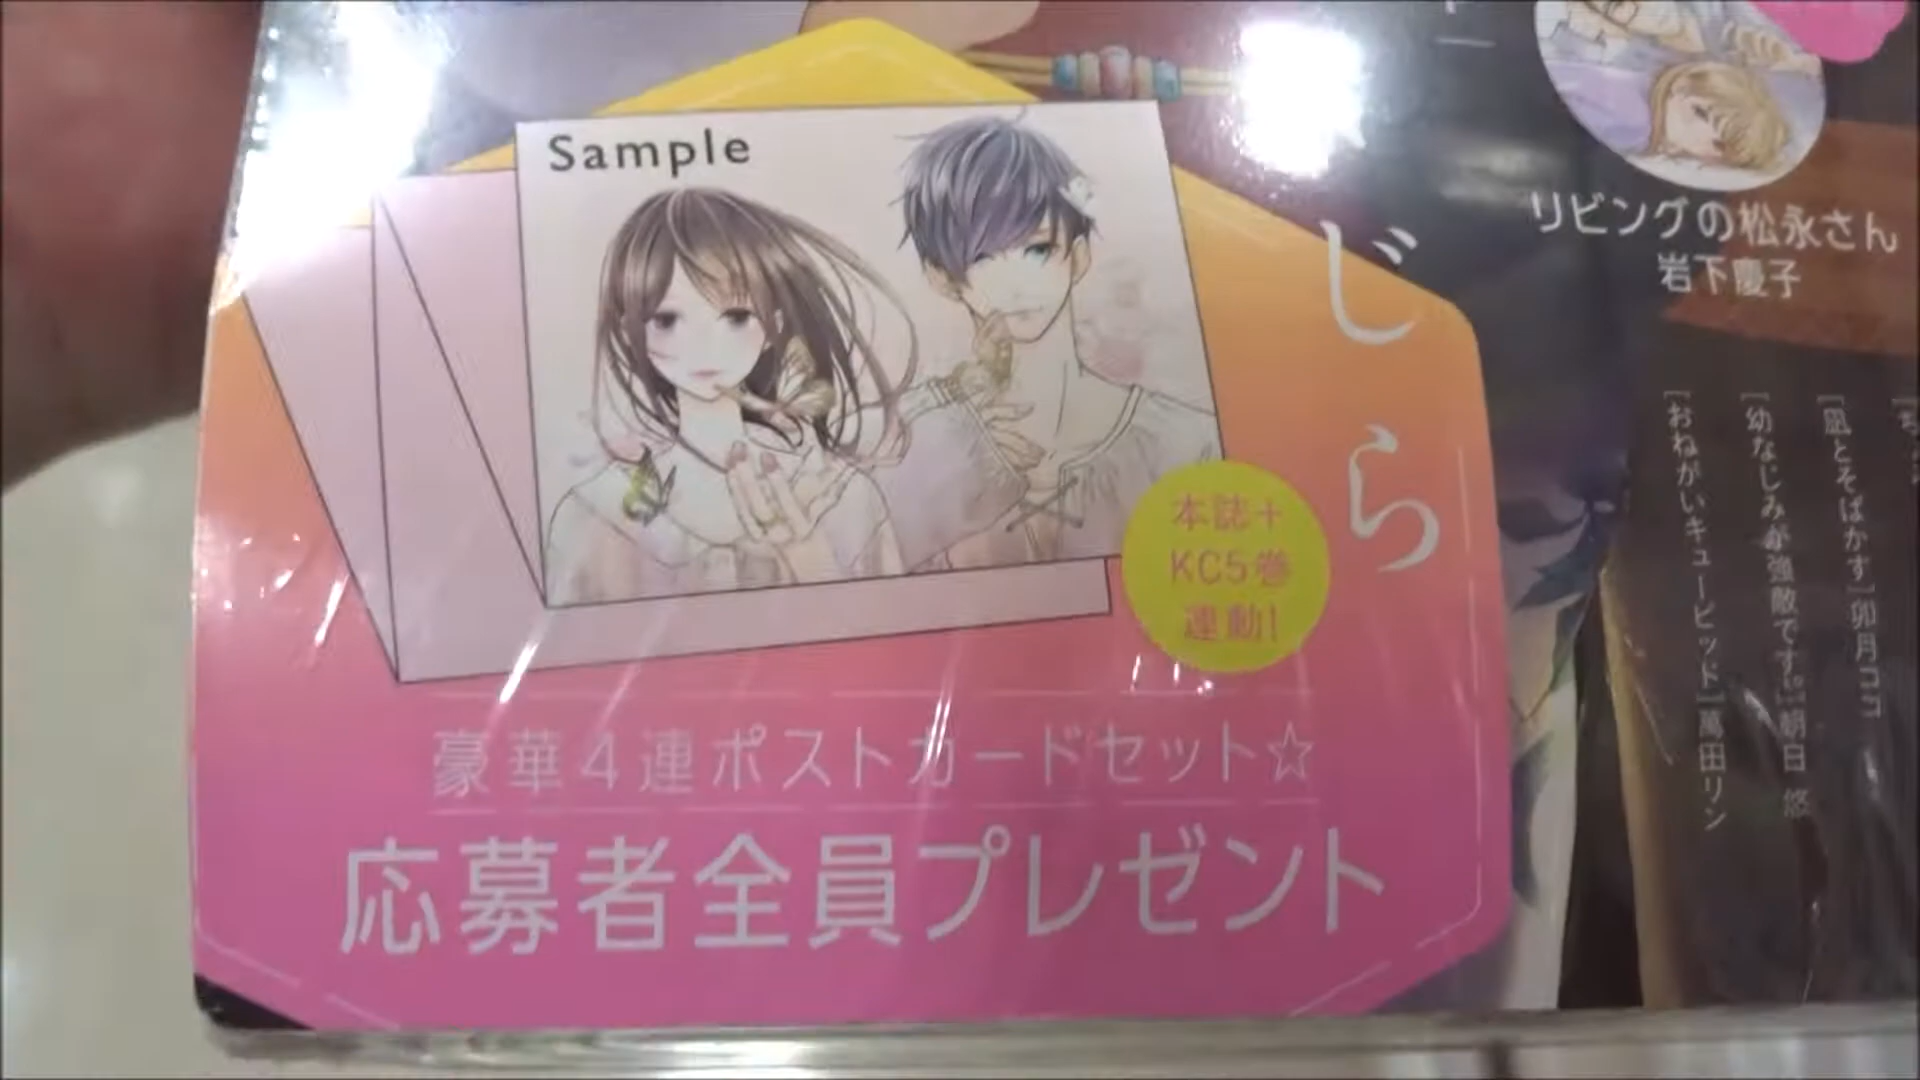 Sample
じら
本誌+
KC5巻
連動!
豪華4連ポストカードセット☆
応募者全員プレゼント
リビングの松永さん
岩下慶子
[凪とそばかす]卯月ココ
[幼なじみが強敵です]朝日 悠
[おねがいキューピッド]萬田リン